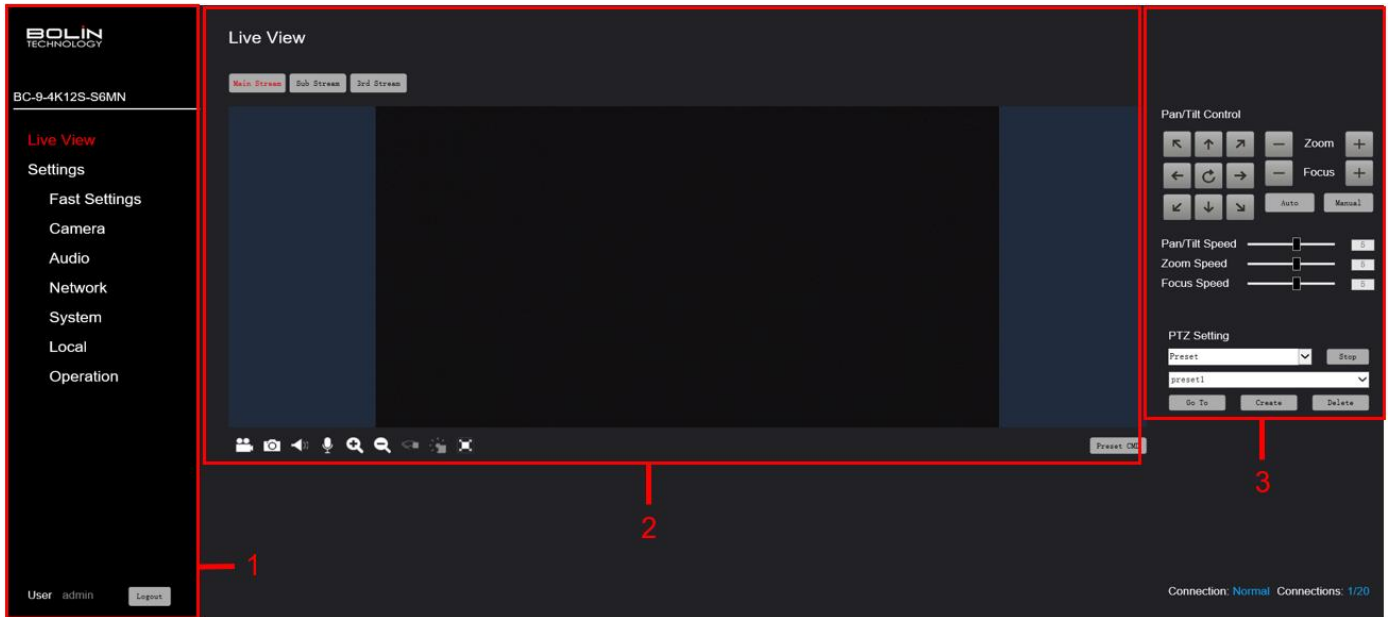 BOLIN
TECHNOLOGY
BC-9-4K12S-S6MN
Live View
Settings
Fast Settings
Camera
Audio
Network
System
Local
Operation
User admin Logout
1
Live View
Main Stream Sub Stream 3rd Stream
Preset CMD
2
Pan/Tilt Control
Zoom
Focus
Auto Manual
Pan/Tilt Speed 5
Zoom Speed 5
Focus Speed 5
PTZ Setting
Preset Stop
preset1
Go To Create Delete
3
Connection: Normal Connections: 1/20